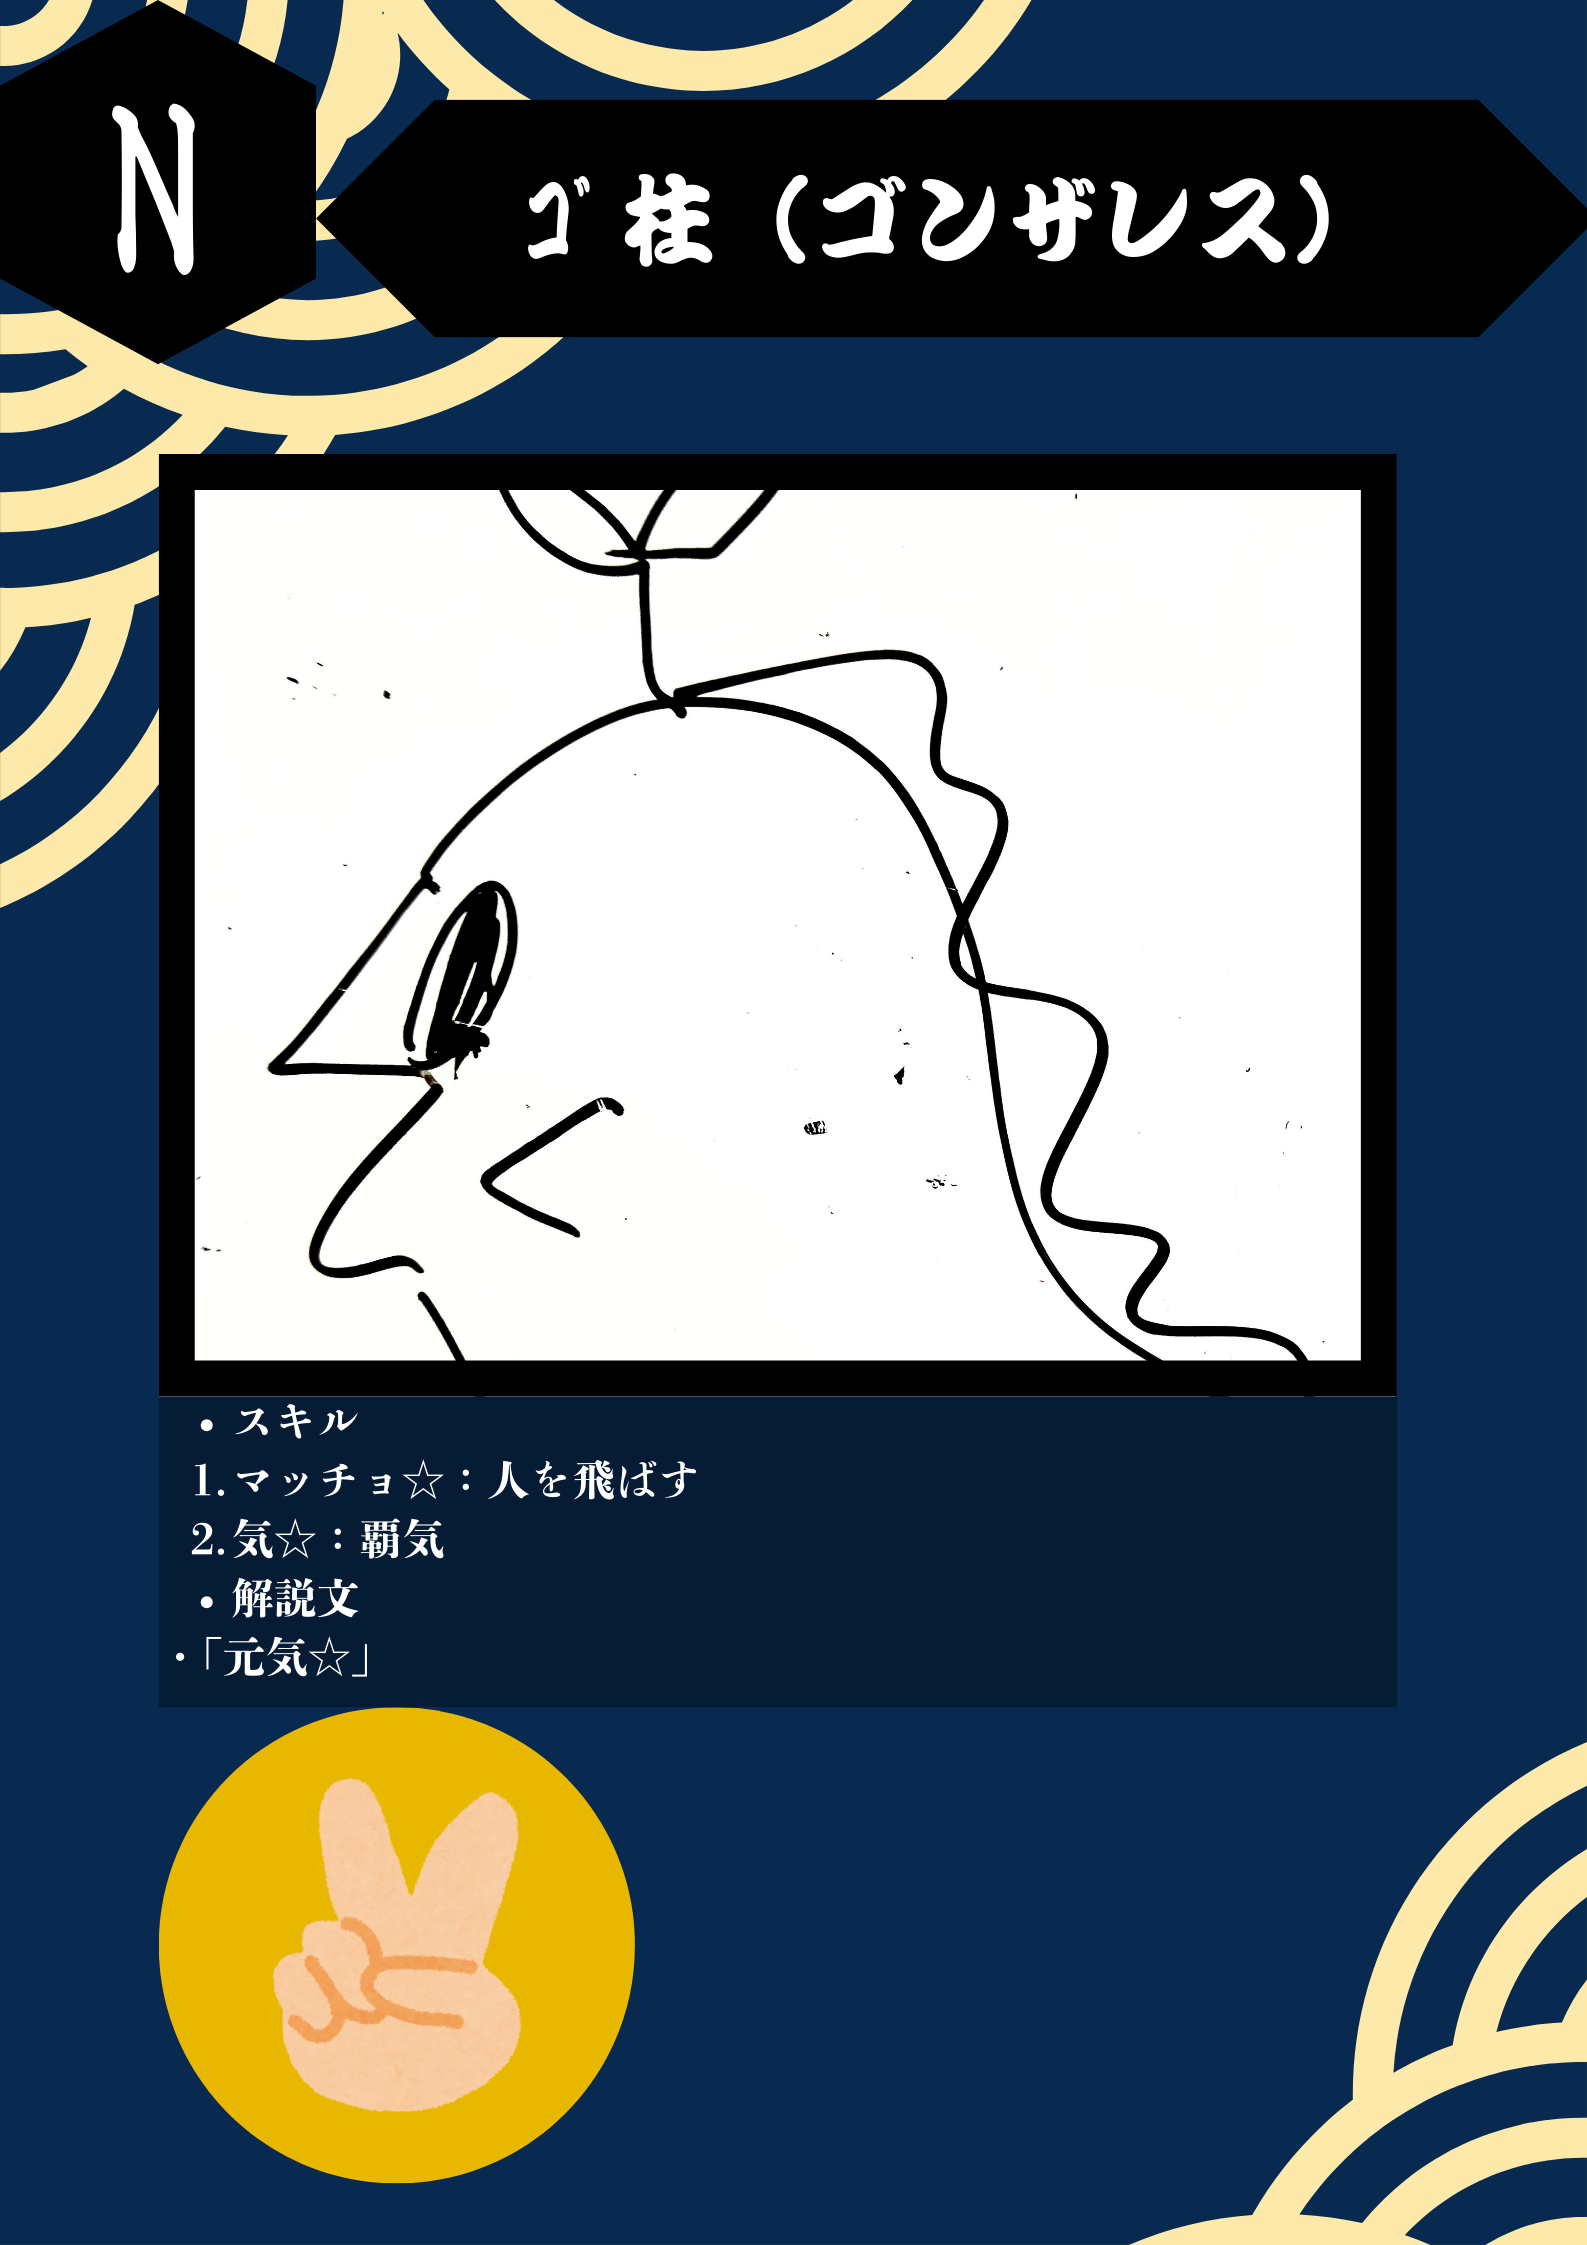 N
ゴ 桂（ゴンザレス）
• スキル
1. マッチョ☆：人を飛ばす
2. 気☆：覇気
• 解説文
・「元気☆」